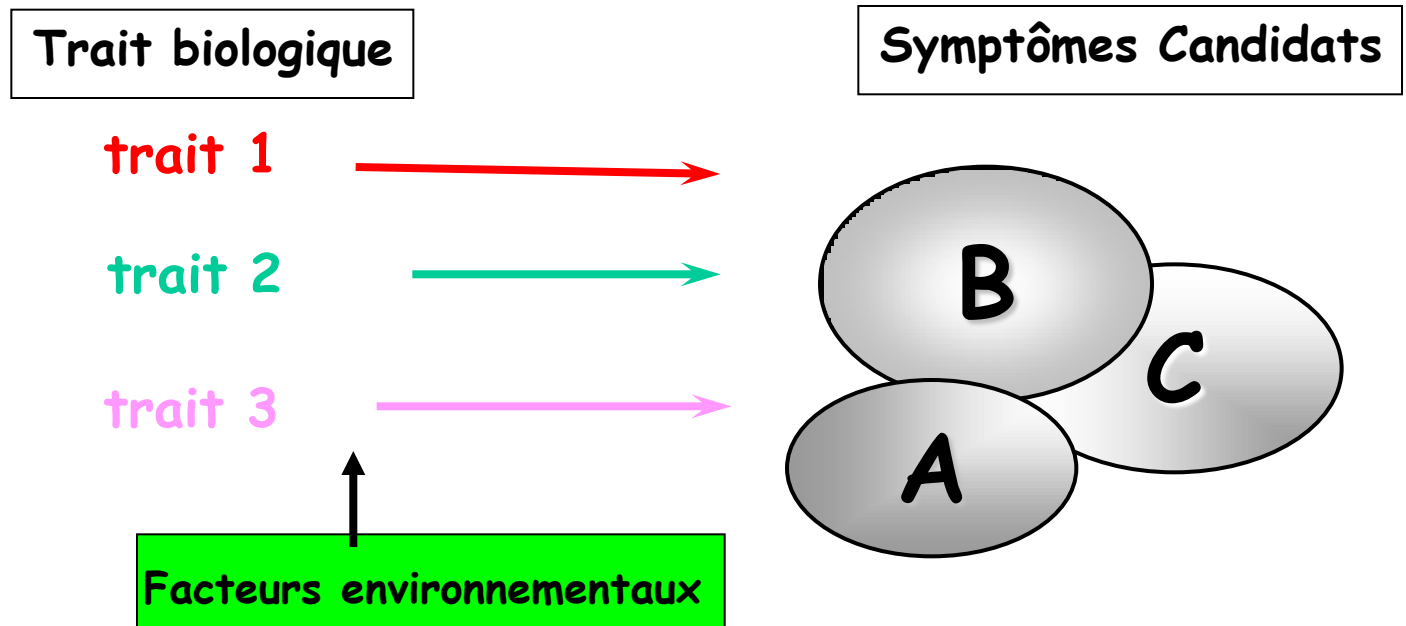 Trait biologique
Symptômes Candidats
trait 1
trait 2
trait 3
B
C
A
Facteurs environnementaux